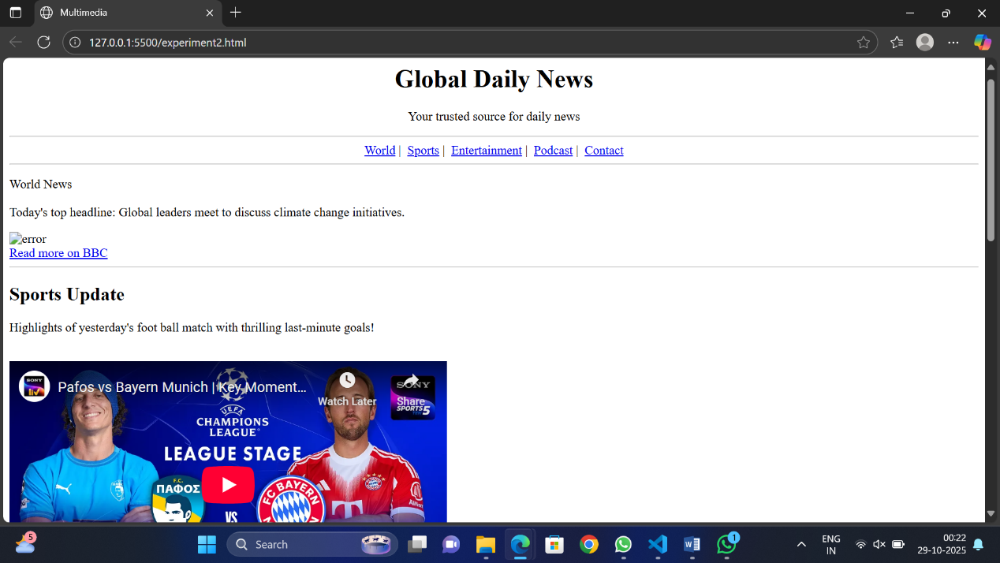 Multimedia
127.0.0.1:5500/experiment2.html
Global Daily News
Your trusted source for daily news
World | Sports | Entertainment | Podcast | Contact
World News
Today's top headline: Global leaders meet to discuss climate change initiatives.
error
Read more on BBC
Sports Update
Highlights of yesterday's foot ball match with thrilling last-minute goals!
SONY
liv
Pafos vs Bayern Munich | Key Moment...
Watch Later
Share
SONY
SPORTS
TEN 5
UEFA
CHAMPIONS
LEAGUE
LEAGUE STAGE
F.C.
ΠΑΦΟΣ
VS
FC BAYERN
5
Search
1
ENG
IN
00:22
29-10-2025